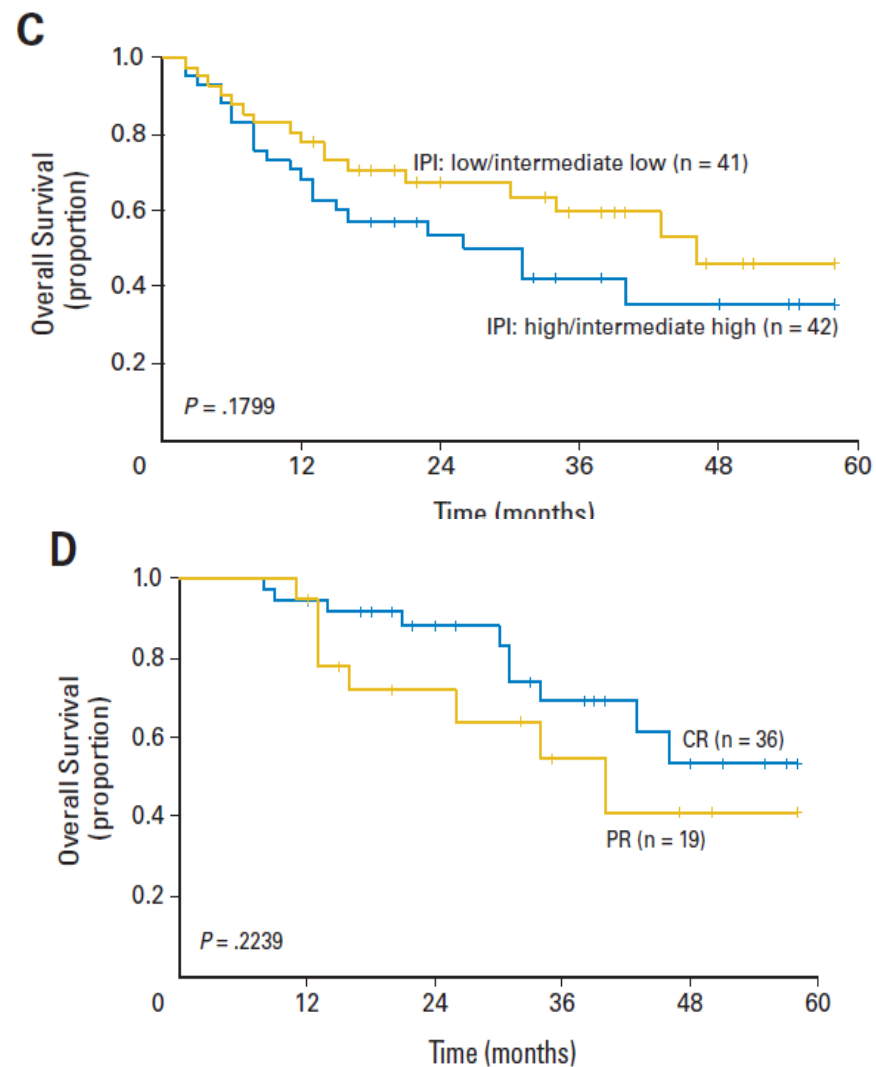 C
1.0
0.8
0.6
0.4
0.2
Overall Survival
(proportion)
IPI: low/intermediate low (n = 41)
IPI: high/intermediate high (n = 42)
P = .1799
0 12 24 36 48 60
Time (months)
D
1.0
0.8
0.6
0.4
0.2
Overall Survival
(proportion)
CR (n = 36)
PR (n = 19)
P = .2239
0 12 24 36 48 60
Time (months)